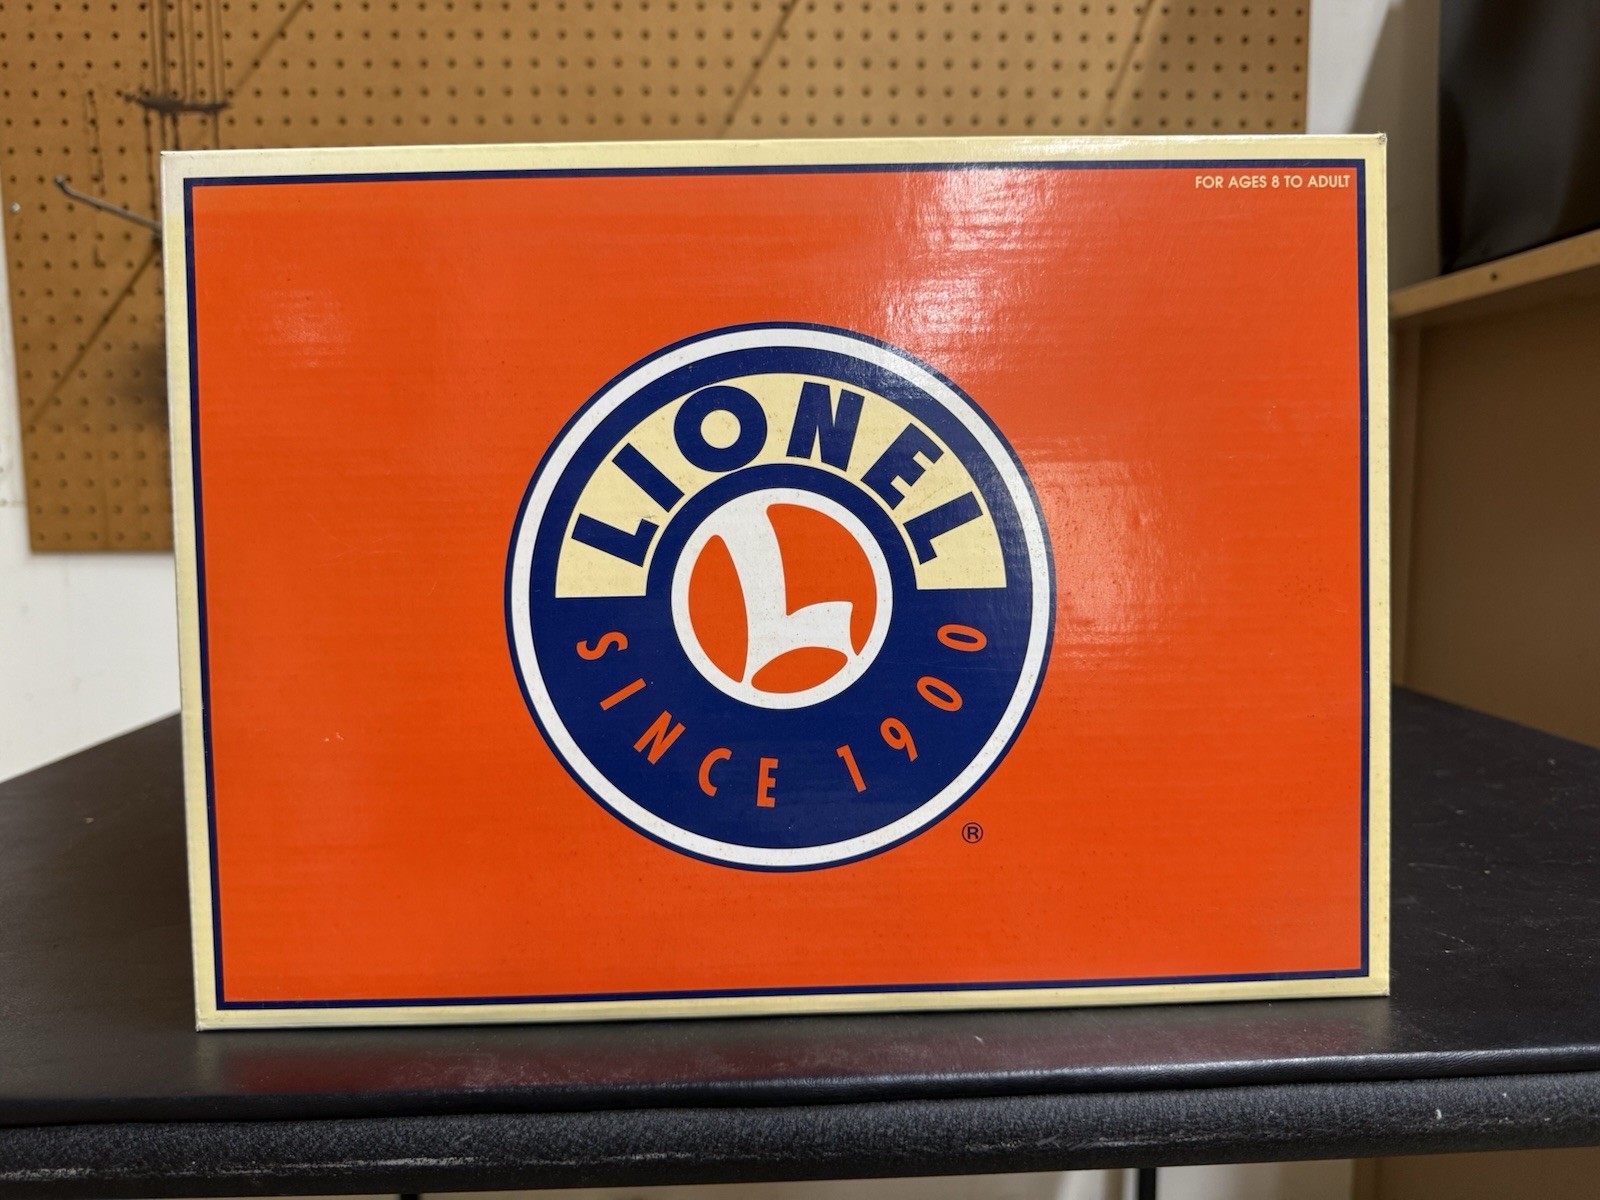 FOR AGES 8 TO ADULT
LIONEL
L
SINCE 1900
®